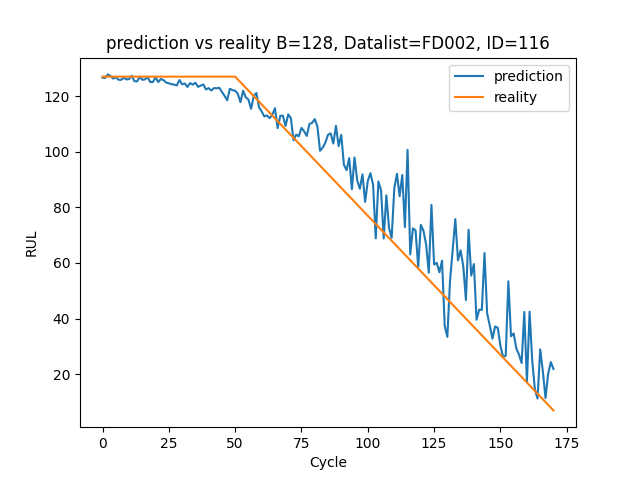 prediction vs reality B=128, Datalist=FD002, ID=116
prediction
reality
RUL
120
100
80
60
40
20
0 25 50 75 100 125 150 175
Cycle